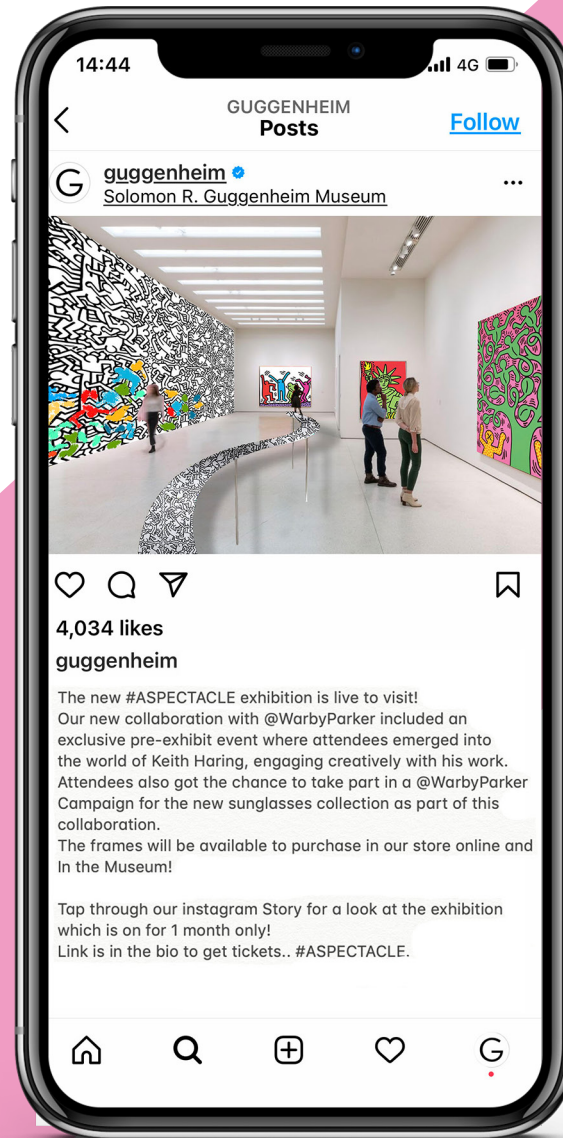 14:44
4G
GUGGENHEIM
Posts
Follow
G
guggenheim
Solomon R. Guggenheim Museum
4,034 likes
guggenheim
The new #ASPECTACLE exhibition is live to visit!
Our new collaboration with @WarbyParker included an
exclusive pre-exhibit event where attendees emerged into
the world of Keith Haring, engaging creatively with his work.
Attendees also got the chance to take part in a @WarbyParker
Campaign for the new sunglasses collection as part of this
collaboration.
The frames will be available to purchase in our store online and
In the Museum!
Tap through our instagram Story for a look at the exhibition
which is on for 1 month only!
Link is in the bio to get tickets.. #ASPECTACLE.
G